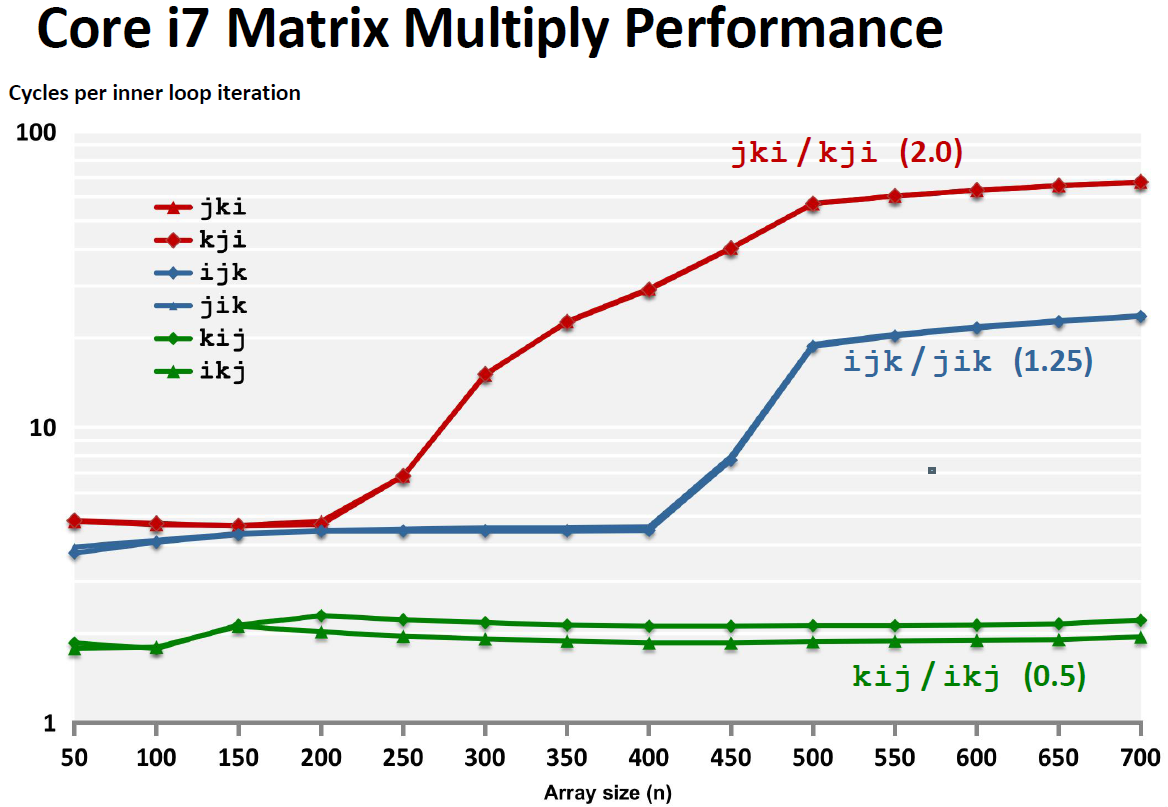 Core i7 Matrix Multiply Performance
Cycles per inner loop iteration
100
jki / kji (2.0)
jki
kji
ijk
jik
kij
ikj
ijk / jik (1.25)
10
kij / ikj (0.5)
1
50 100 150 200 250 300 350 400 450 500 550 600 650 700
Array size (n)